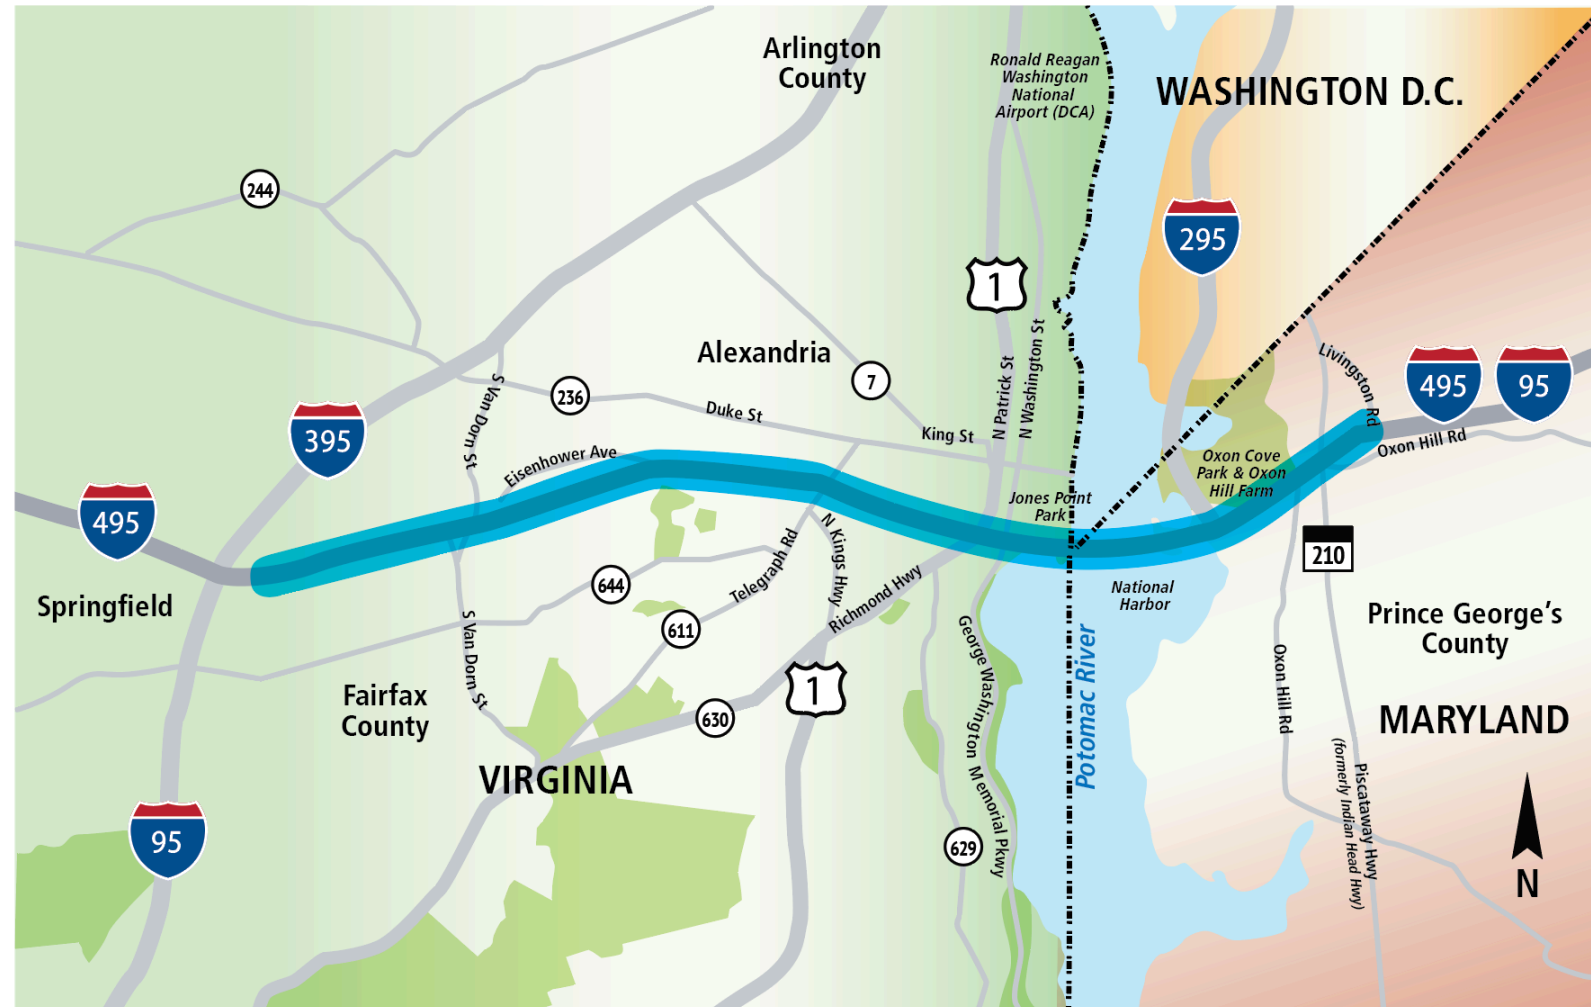 Arlington
County
Ronald Reagan
Washington
National
Airport (DCA)
WASHINGTON D.C.
244
295
1
N Patrick St
N Washington St
Alexandria
7
236
Duke St
King St
S Van Dorn St
Eisenhower Ave
395
495
Springfield
Livingston Rd
495
95
Oxon Hill Rd
Oxon Cove
Park & Oxon
Hill Farm
Jones Point
Park
210
National
Harbor
Prince George's
County
MARYLAND
644
611
Telegraph Rd
N Kings Hwy
Richmond Hwy
S Van Dorn St
Fairfax
County
630
1
VIRGINIA
95
629
George Washington Memorial Pkwy
Potomac River
Oxon Hill Rd
Piscataway Hwy
(formerly Indian Head Hwy)
N